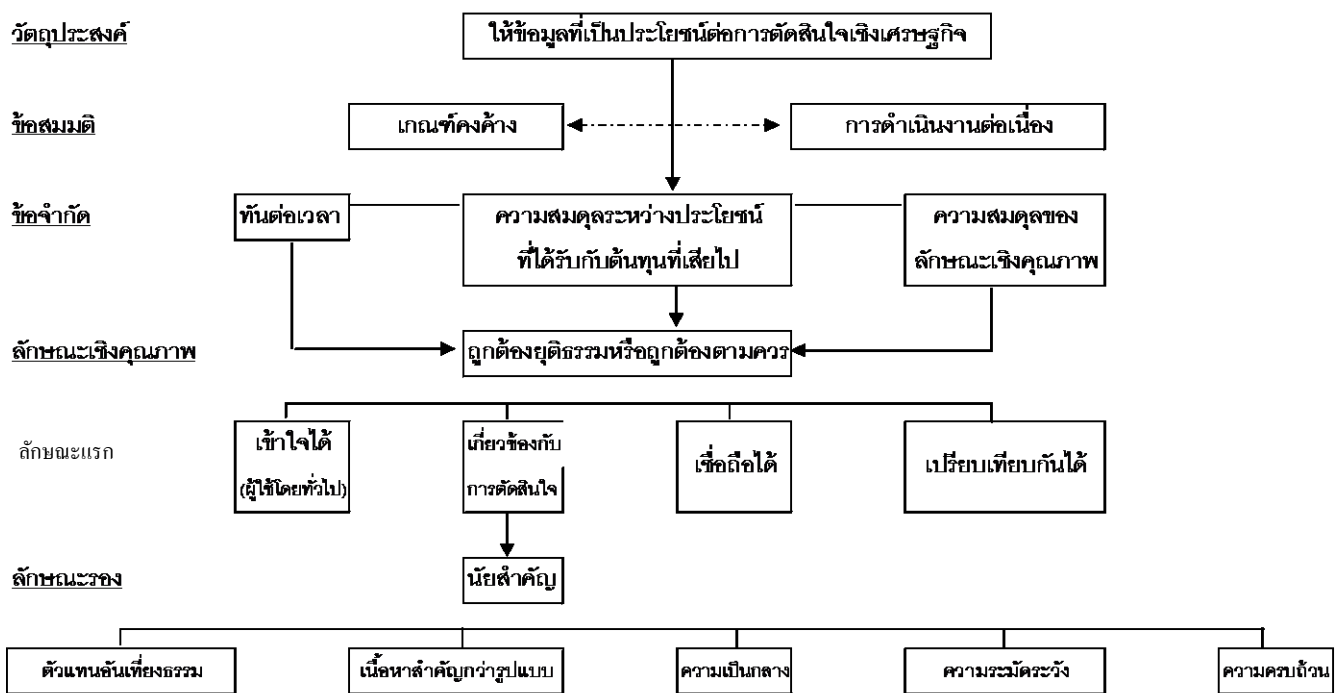 วัตถุประสงค์
ให้ข้อมูลที่เป็นประโยชน์ต่อการตัดสินใจเชิงเศรษฐกิจ
ข้อสมมติ
เกณฑ์คงค้าง
การดำเนินงานต่อเนื่อง
ข้อจำกัด
ทันต่อเวลา
ความสมดุลระหว่างประโยชน์
ที่ได้รับกับต้นทุนที่เสียไป
ความสมดุลของ
ลักษณะเชิงคุณภาพ
ลักษณะเชิงคุณภาพ
ถูกต้องยุติธรรมหรือถูกต้องตามควร
ลักษณะแรก
เข้าใจได้
(ผู้ใช้โดยทั่วไป)
เกี่ยวข้องกับ
การตัดสินใจ
เชื่อถือได้
เปรียบเทียบกันได้
ลักษณะรอง
นัยสำคัญ
ตัวแทนอันเที่ยงธรรม
เนื้อหาสำคัญกว่ารูปแบบ
ความเป็นกลาง
ความระมัดระวัง
ความครบถ้วน